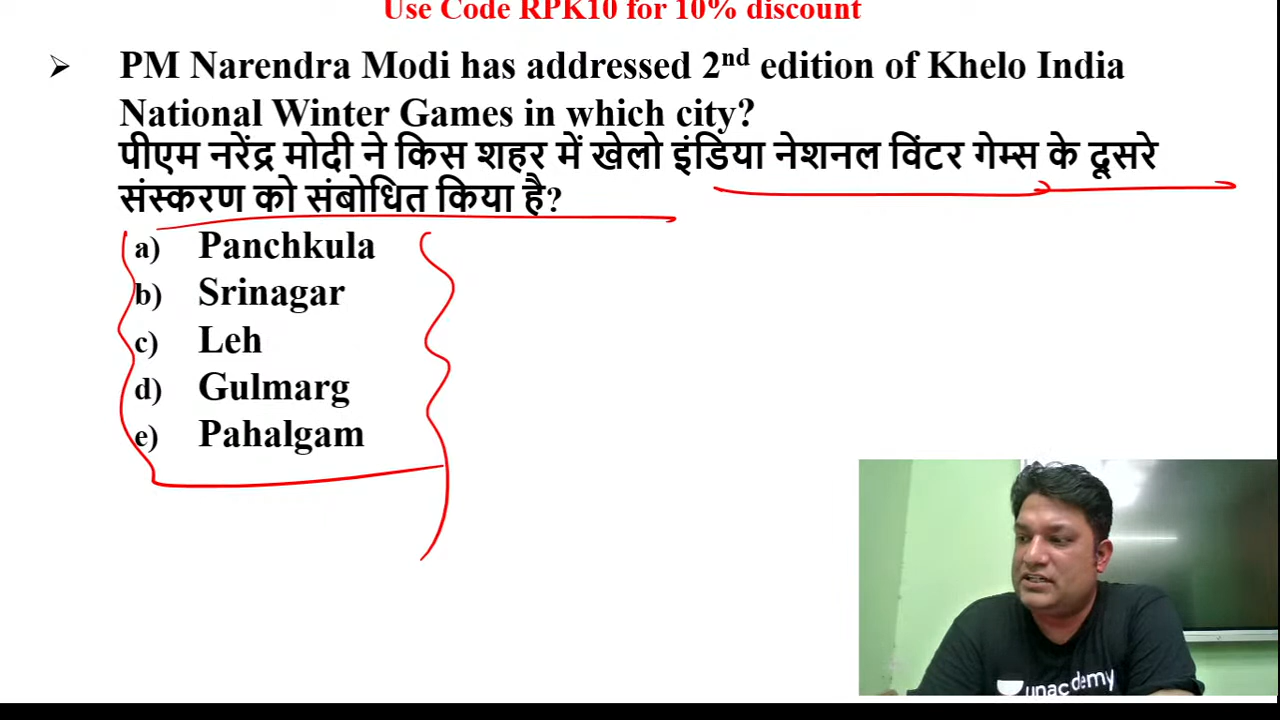 Use Code RPK10 for 10% discount
➢ PM Narendra Modi has addressed 2nd edition of Khelo India
National Winter Games in which city?
पीएम नरेंद्र मोदी ने किस शहर में खेलो इंडिया नेशनल विंटर गेम्स के दूसरे
संस्करण को संबोधित किया है?
a) Panchkula
b) Srinagar
c) Leh
d) Gulmarg
e) Pahalgam
unacademy